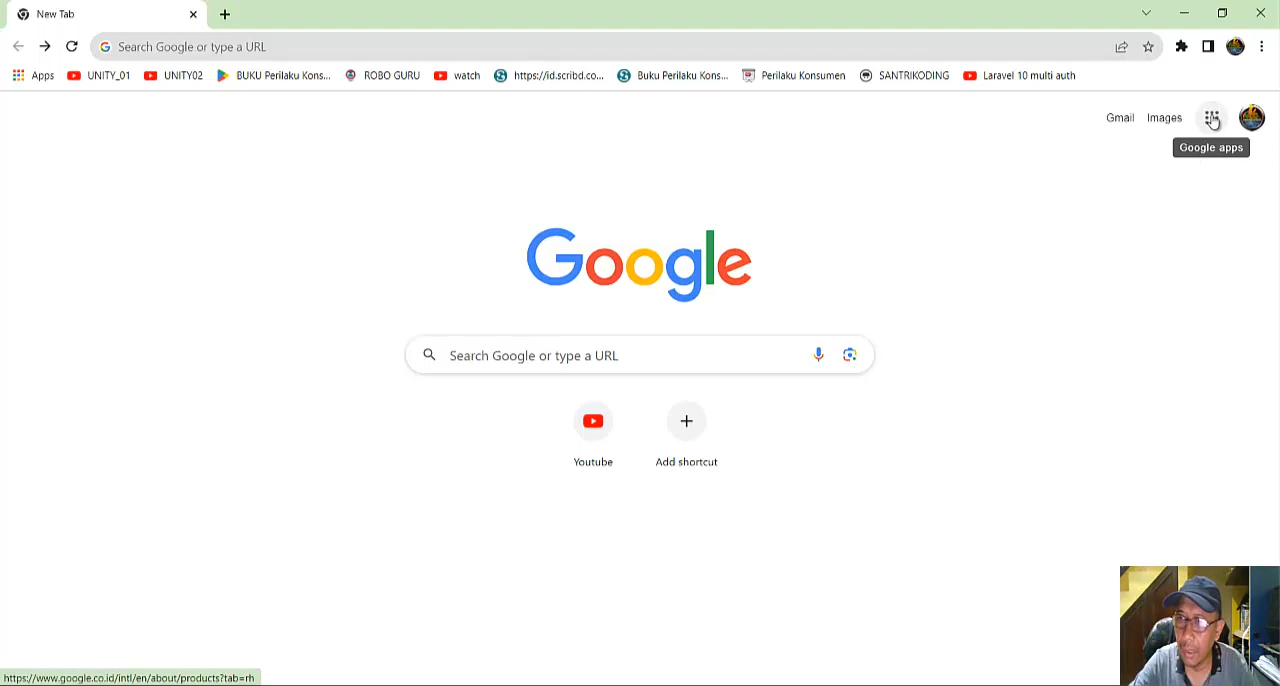 New Tab
Search Google or type a URL
Apps UNITY_01 UNITY02 BUKU Perilaku Kons... ROBO GURU watch https://id.scribd.co... Buku Perilaku Kons... Perilaku Konsumen SANTRIKODING Laravel 10 multi auth
Gmail Images
Google apps
Google
Search Google or type a URL
Youtube Add shortcut
https://www.google.co.id/intl/en/about/products?tab=rh